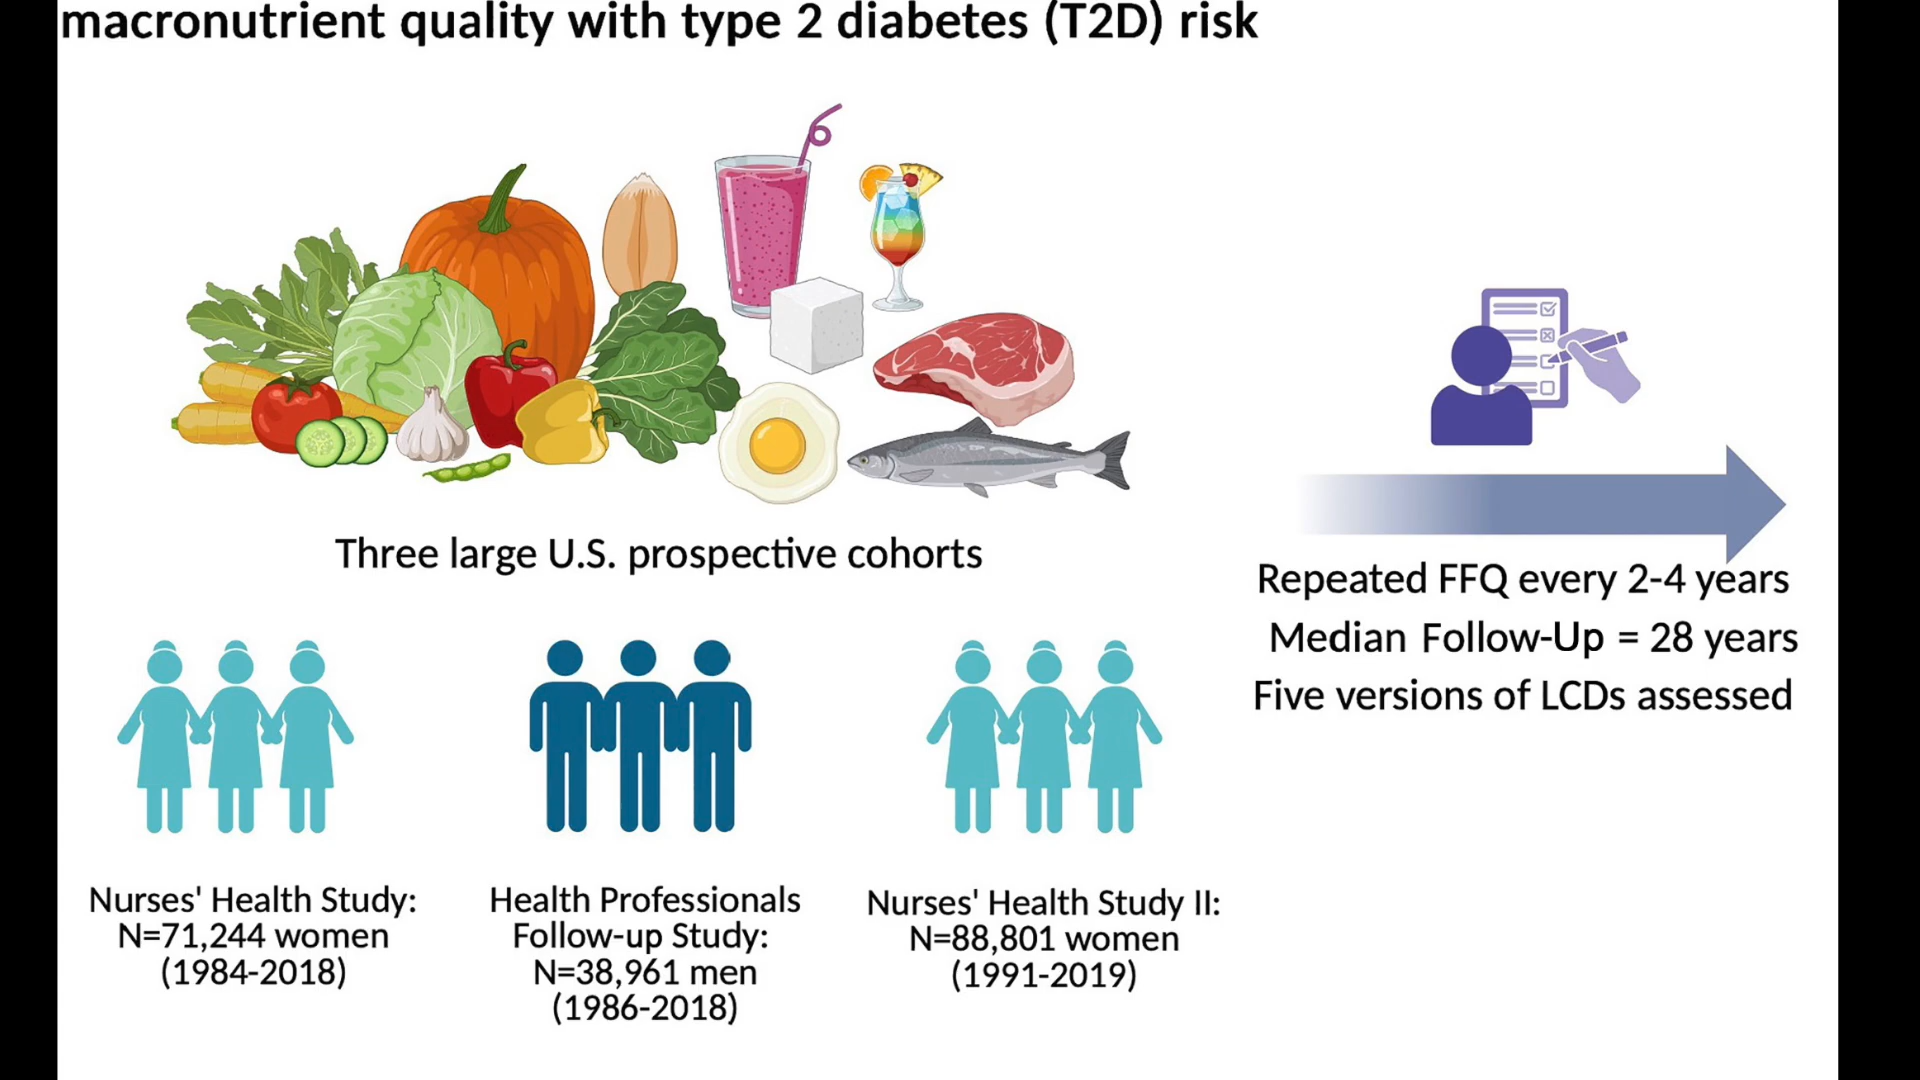 macronutrient quality with type 2 diabetes (T2D) risk
Three large U.S. prospective cohorts
Repeated FFQ every 2-4 years
Median Follow-Up = 28 years
Five versions of LCDs assessed
Nurses' Health Study:
N=71,244 women
(1984-2018)
Health Professionals
Follow-up Study:
N=38,961 men
(1986-2018)
Nurses' Health Study II:
N=88,801 women
(1991-2019)